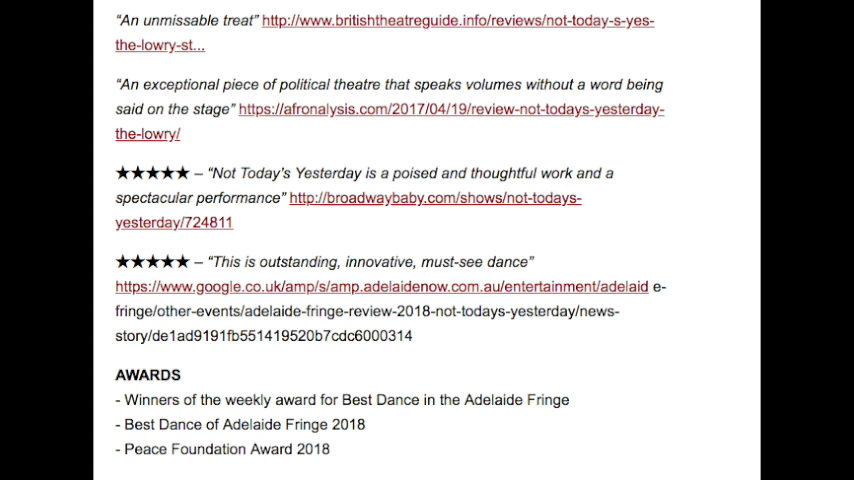 “An unmissable treat” http://www.britishtheatreguide.info/reviews/not-today-s-yes-
the-lowry-st...
“An exceptional piece of political theatre that speaks volumes without a word being
said on the stage” https://afronalysis.com/2017/04/19/review-not-todays-yesterday-
the-lowry/
★★★★★ – “Not Today’s Yesterday is a poised and thoughtful work and a
spectacular performance” http://broadwaybaby.com/shows/not-todays-
yesterday/724811
★★★★★ – “This is outstanding, innovative, must-see dance”
https://www.google.co.uk/amp/s/amp.adelaidenow.com.au/entertainment/adelaid e-
fringe/other-events/adelaide-fringe-review-2018-not-todays-yesterday/news-
story/de1ad9191fb551419520b7cdc6000314
AWARDS
- Winners of the weekly award for Best Dance in the Adelaide Fringe
- Best Dance of Adelaide Fringe 2018
- Peace Foundation Award 2018